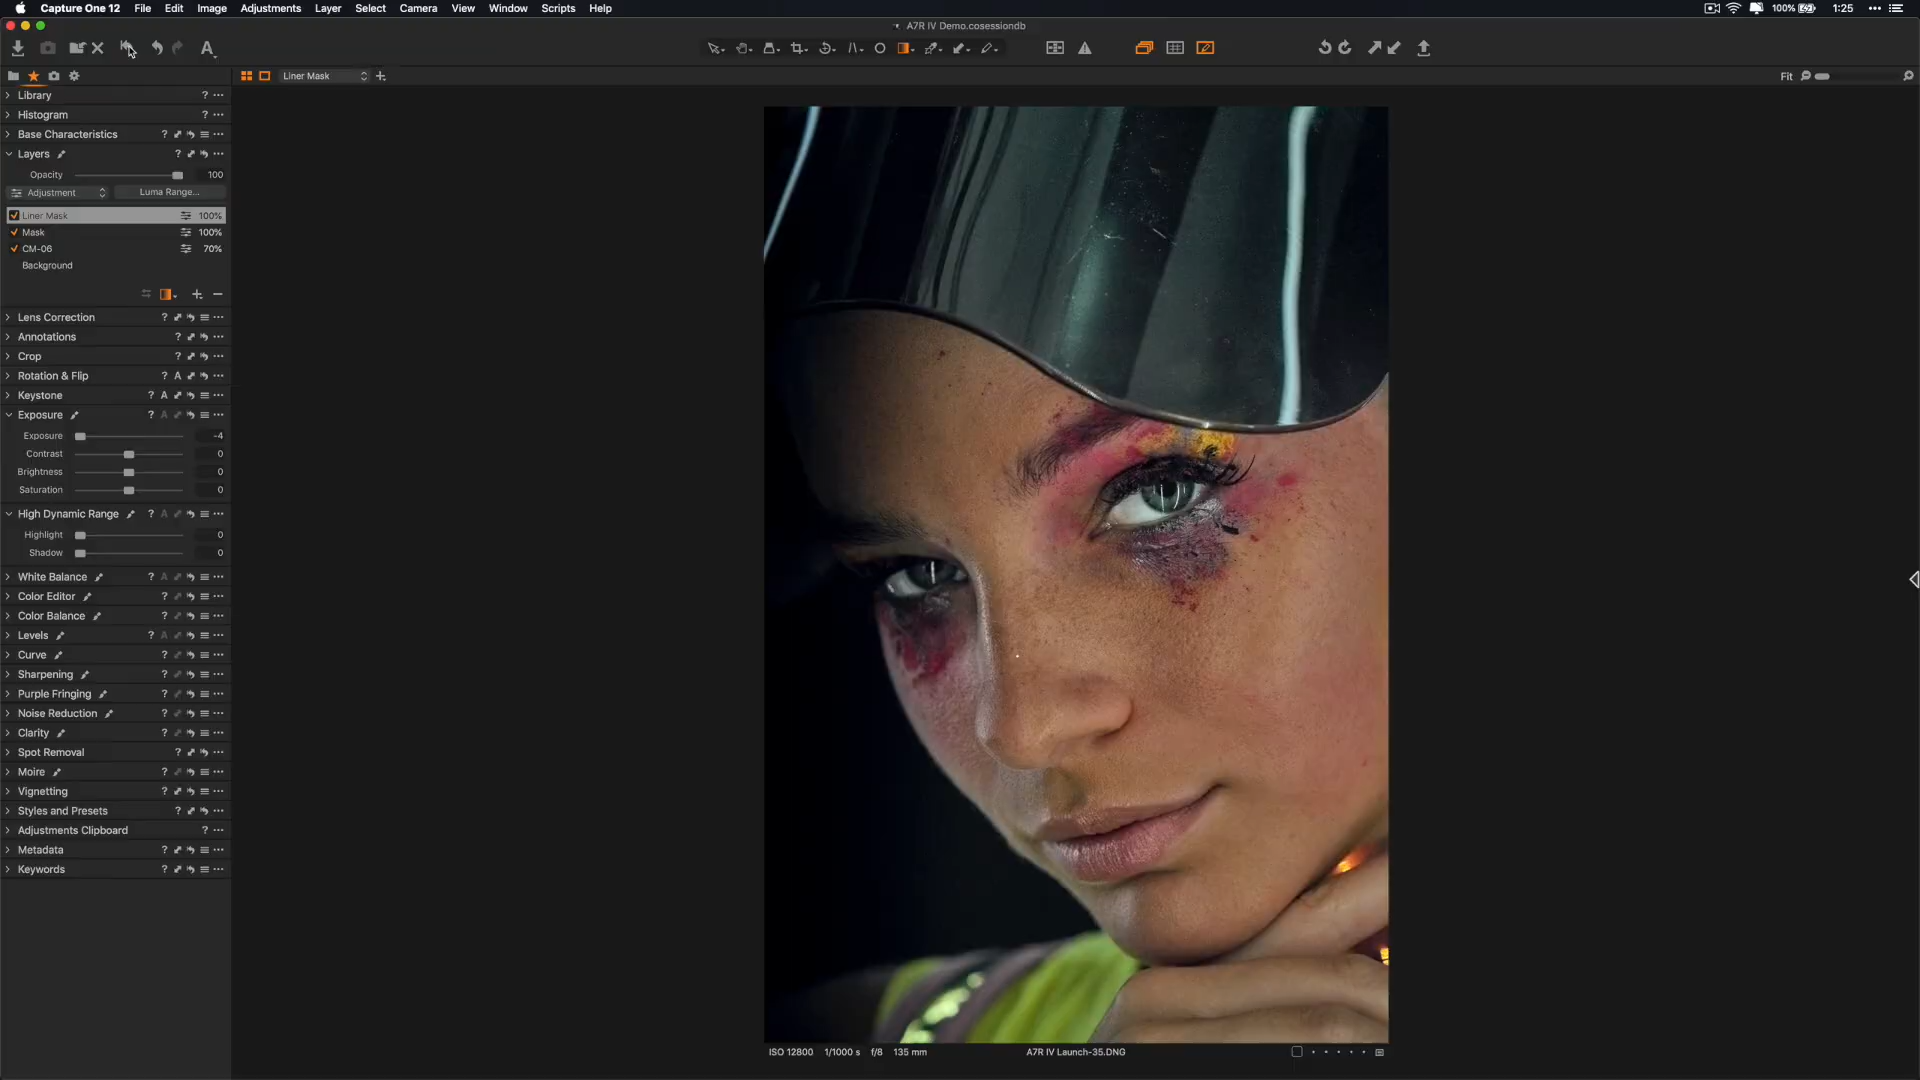 Capture One 12 File Edit Image Adjustments Layer Select Camera View Window Scripts Help 100% 1:25
A7R IV Demo.cosessiondb
A
Liner Mask
Fit
Library ? ...
Histogram ? ...
Base Characteristics ? ...
Layers ? ...
Opacity 100
Adjustment Luma Range...
Liner Mask 100%
Mask 100%
CM-06 70%
Background
Lens Correction ? ...
Annotations ? ...
Crop ? ...
Rotation & Flip ? A ...
Keystone ? A ...
Exposure ? A ...
Exposure -4
Contrast 0
Brightness 0
Saturation 0
High Dynamic Range ? A ...
Highlight 0
Shadow 0
White Balance ? A ...
Color Editor ? ...
Color Balance ? ...
Levels ? A ...
Curve ? ...
Sharpening ? ...
Purple Fringing ? ...
Noise Reduction ? ...
Clarity ? ...
Spot Removal ? ...
Moire ? ...
Vignetting ? ...
Styles and Presets ? ...
Adjustments Clipboard ? ...
Metadata ? ...
Keywords ? ...
ISO 12800 1/1000 s f/8 135 mm A7R IV Launch-35.DNG